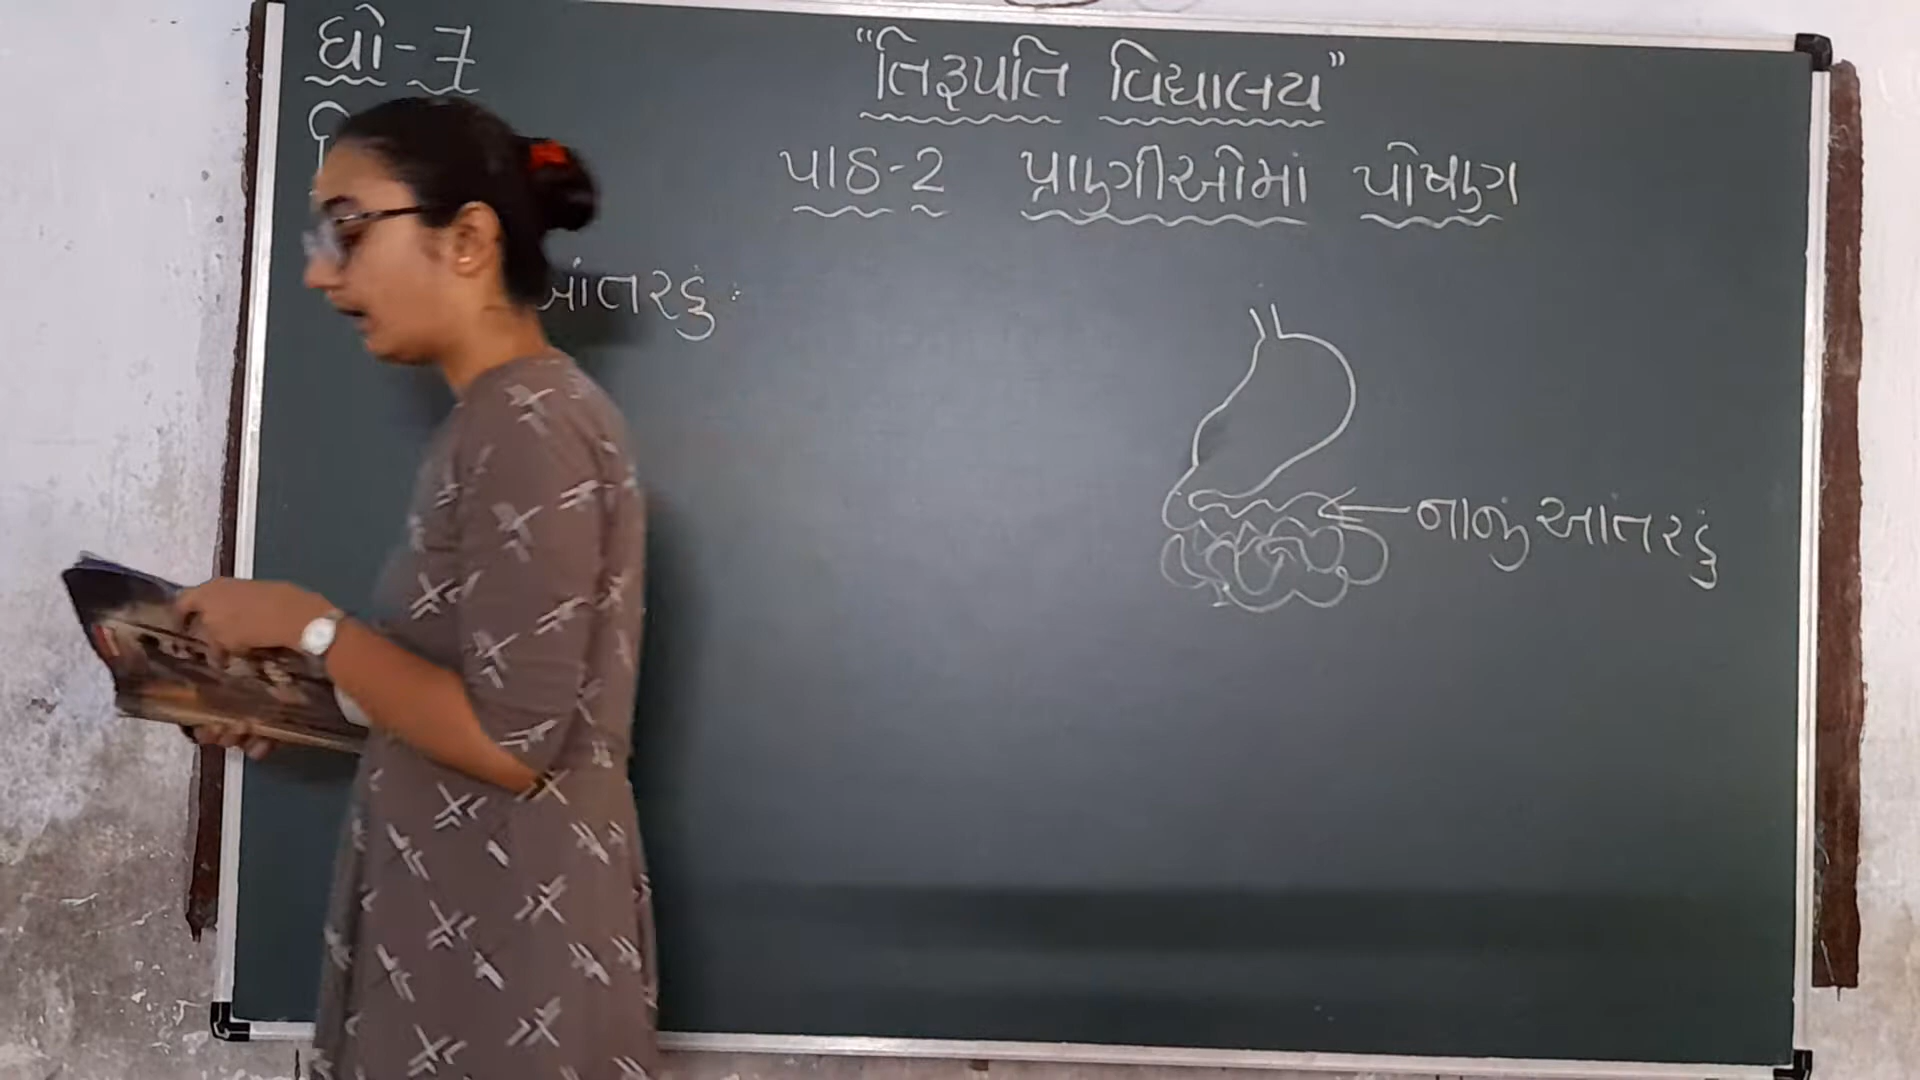 ધો-7
"તિરૂપતિ વિદ્યાલય"
પાઠ-2 પ્રાણીઓમાં પોષણ
આંતરડું:
નાનું આંતરડું